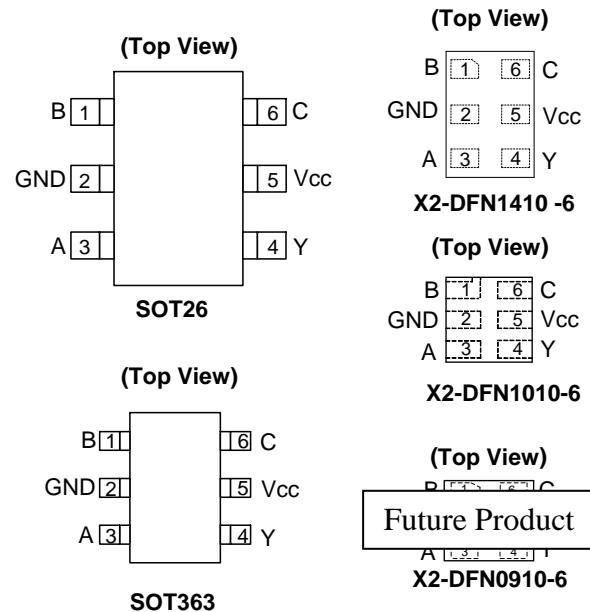 (Top View)
B 1 6 C
GND 2 5 Vcc
A 3 4 Y
SOT26
(Top View)
B 1 6 C
GND 2 5 Vcc
A 3 4 Y
SOT363
(Top View)
B 1 6 C
GND 2 5 Vcc
A 3 4 Y
X2-DFN1410 -6
(Top View)
B 1 6 C
GND 2 5 Vcc
A 3 4 Y
X2-DFN1010-6
(Top View)
Future Product
A 3 4
X2-DFN0910-6